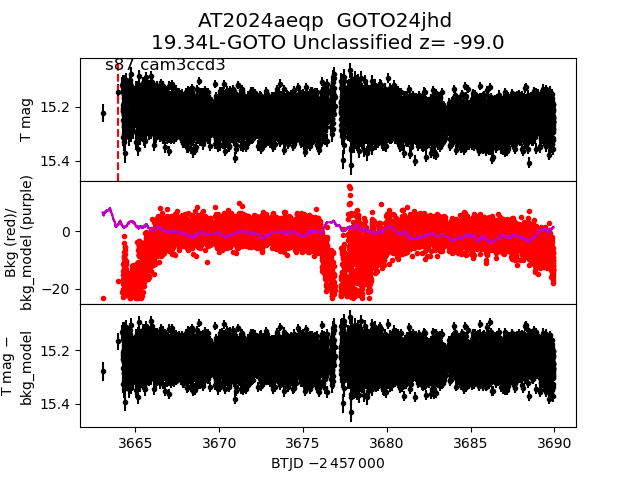 AT2024aeqp  GOTO24jhd
19.34L-GOTO Unclassified z= -99.0
s87 cam3ccd3
T mag
15.2
15.4
Bkg (red)/
bkg_model (purple)
0
−20
T mag −
bkg_model
15.2
15.4
3665
3670
3675
3680
3685
3690
BTJD −2 457 000